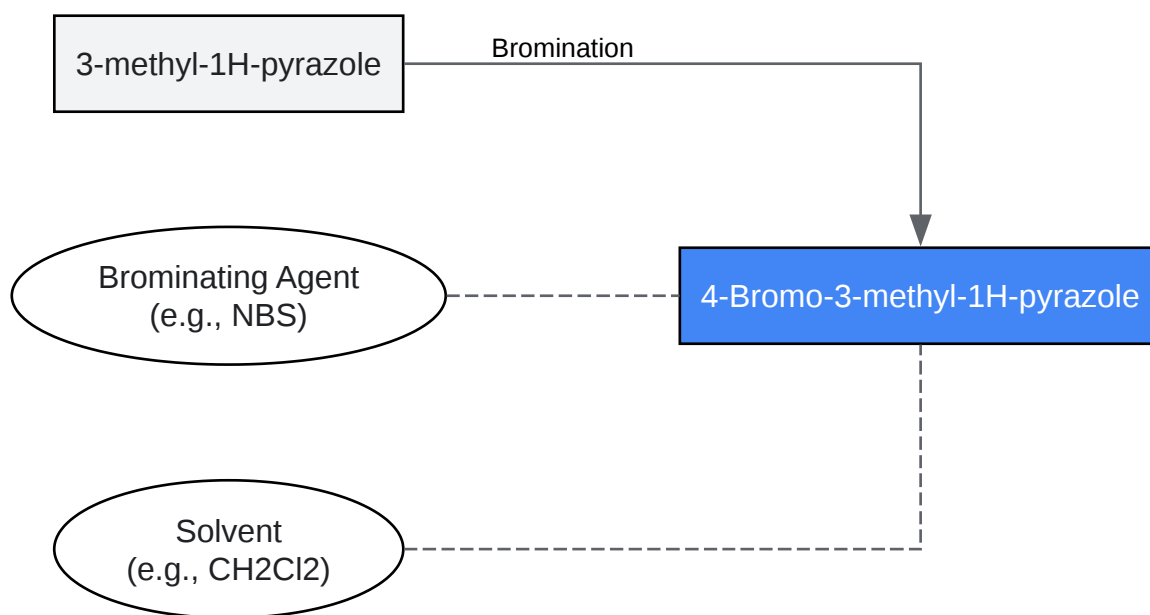 3-methyl-1H-pyrazole
Bromination
Brominating Agent
(e.g., NBS)
4-Bromo-3-methyl-1H-pyrazole
Solvent
(e.g., CH2Cl2)